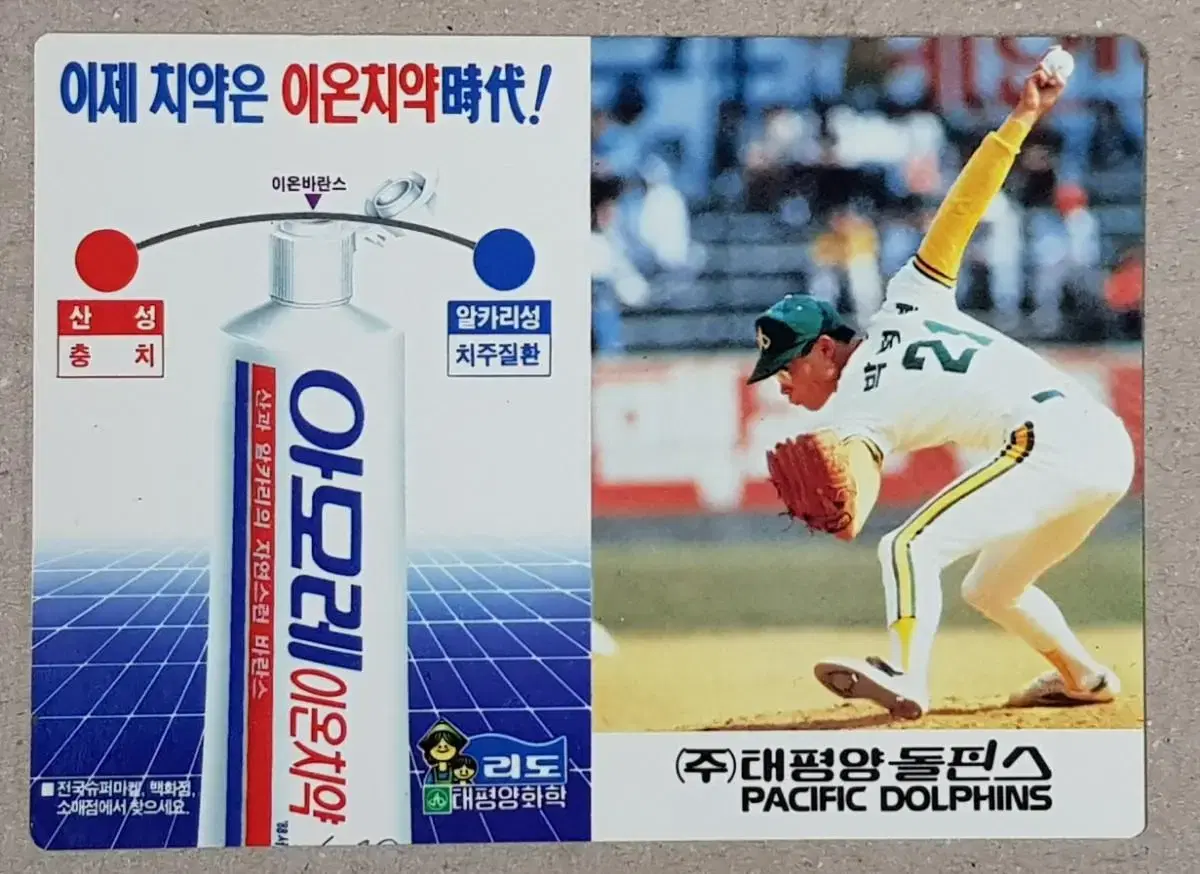 이제 치약은 이온치약時代!
이온바란스
산 성
충 치
알카리성
치주질환
아모레 이온치약
산과 알카리의 자연스런 바란스
■ 전국슈퍼마켙, 백화점,
소매점에서 찾으세요.
리도
태평양화학
21
(주)태평양돌핀스
PACIFIC DOLPHINS